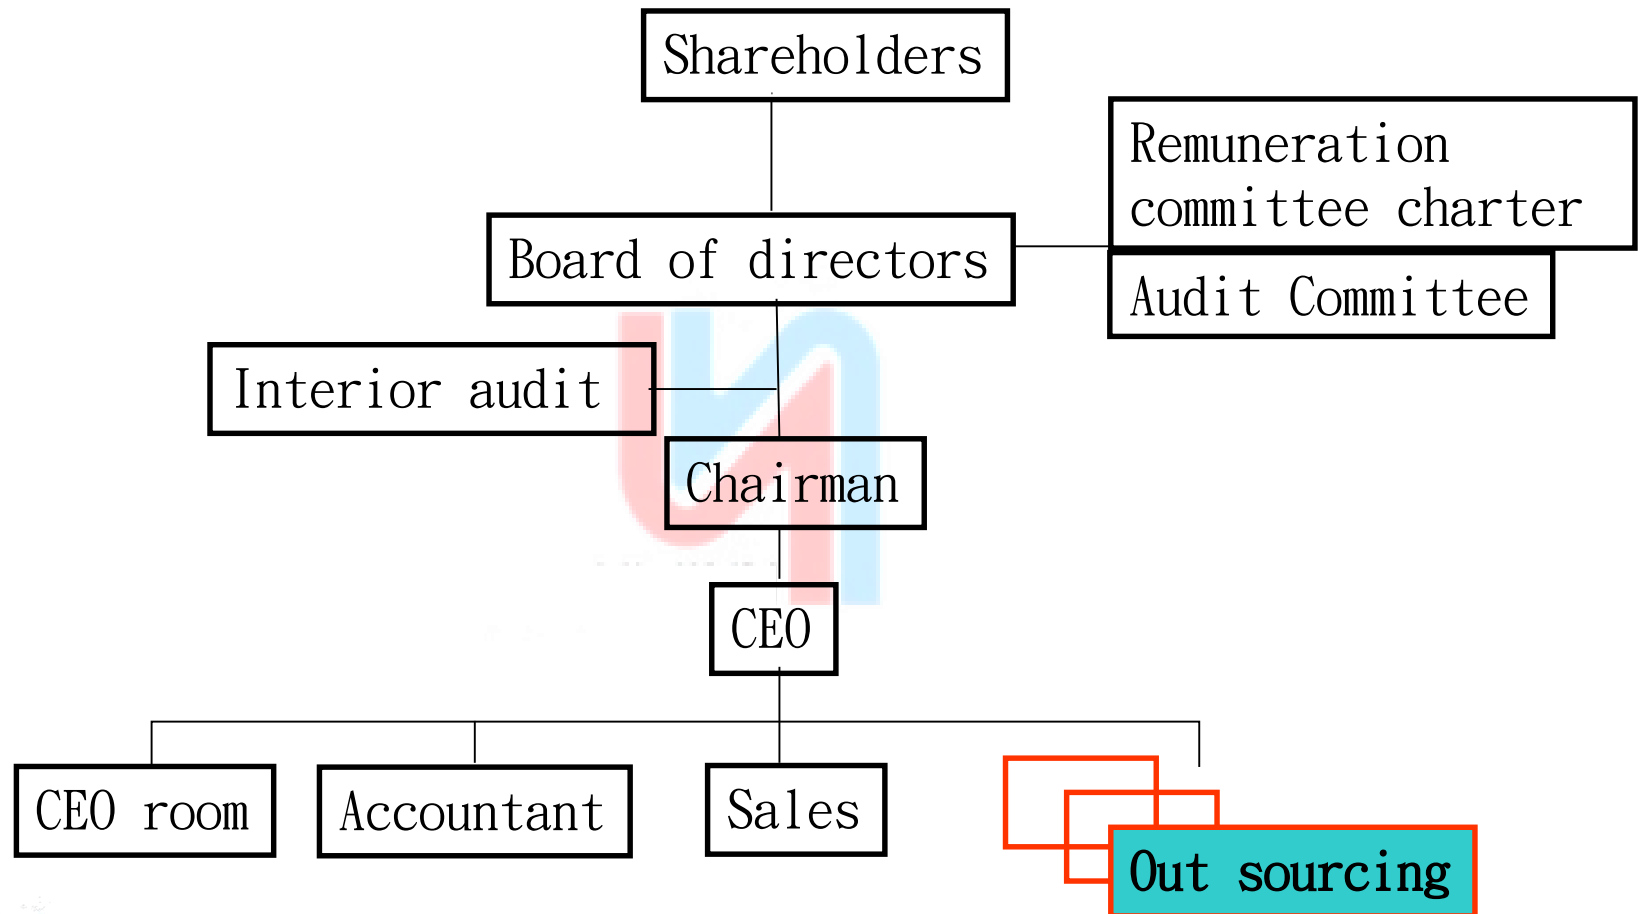 Shareholders
Remuneration
committee charter
Board of directors
Audit Committee
Interior audit
Chairman
CEO
CEO room
Accountant
Sales
Out sourcing